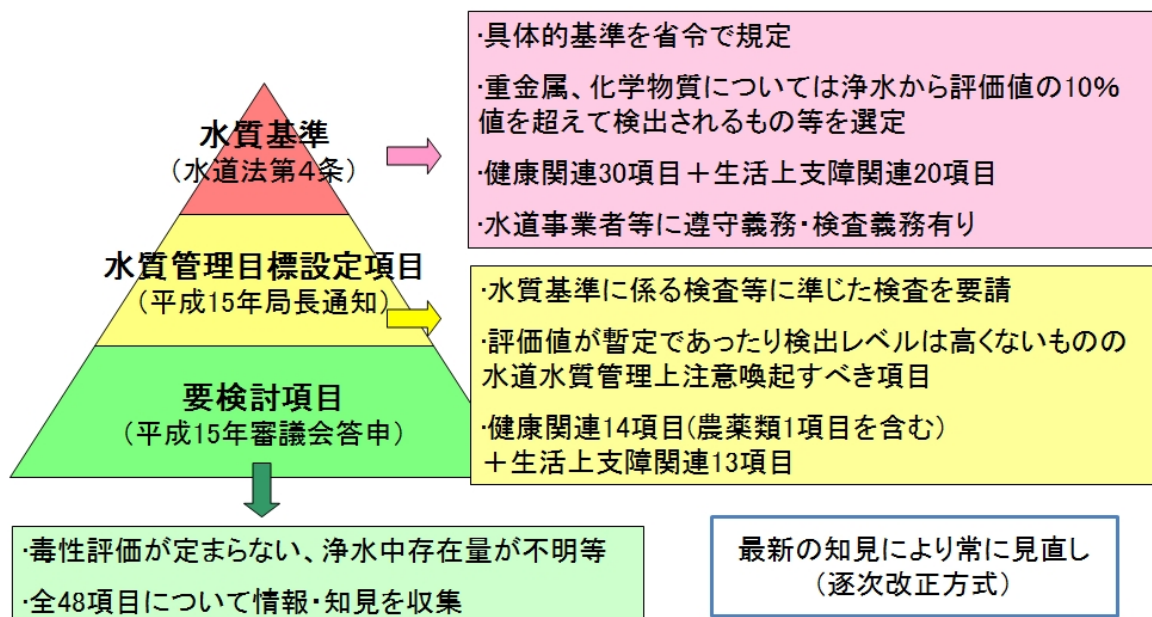 水質基準
（水道法第４条）
・具体的基準を省令で規定
・重金属、化学物質については浄水から評価値の10％
値を超えて検出されるもの等を選定
・健康関連30項目＋生活上支障関連20項目
・水道事業者等に遵守義務・検査義務有り
水質管理目標設定項目
（平成15年局長通知）
・水質基準に係る検査等に準じた検査を要請
・評価値が暫定であったり検出レベルは高くないものの
水道水質管理上注意喚起すべき項目
・健康関連14項目(農薬類1項目を含む)
＋生活上支障関連13項目
要検討項目
（平成15年審議会答申）
・毒性評価が定まらない、浄水中存在量が不明等
・全48項目について情報・知見を収集
最新の知見により常に見直し
（逐次改正方式）